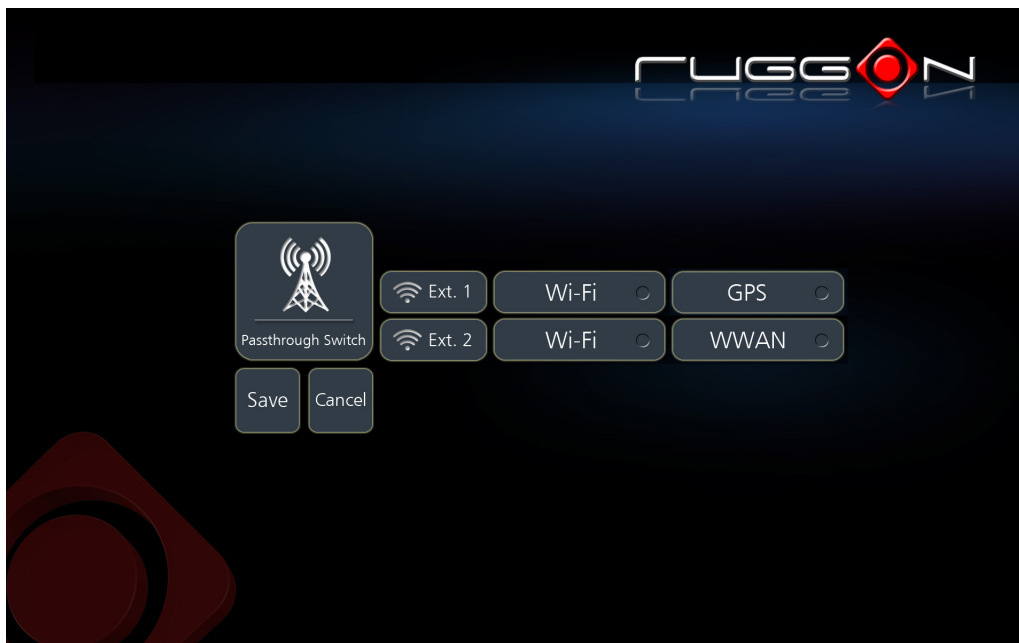 RUGGON
Ext. 1 Wi-Fi GPS
Passthrough Switch Ext. 2 Wi-Fi WWAN
Save Cancel